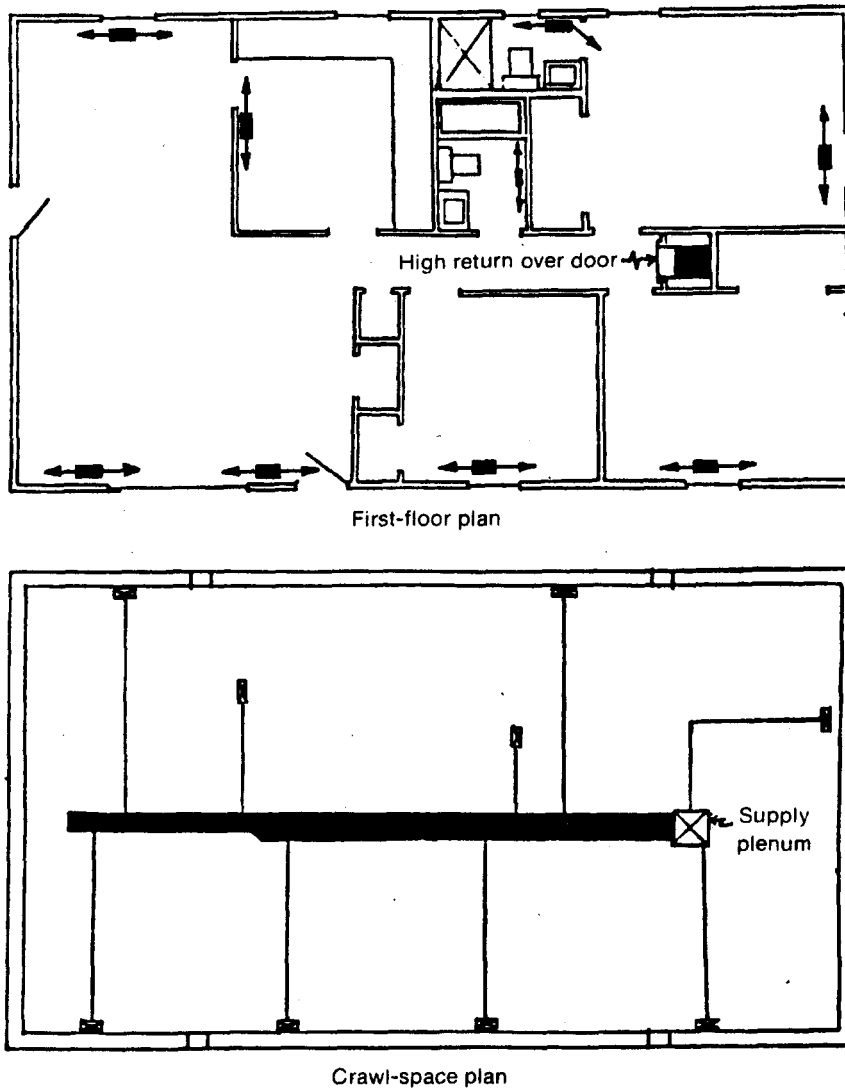 High return over door
First-floor plan
Supply
plenum
Crawl-space plan